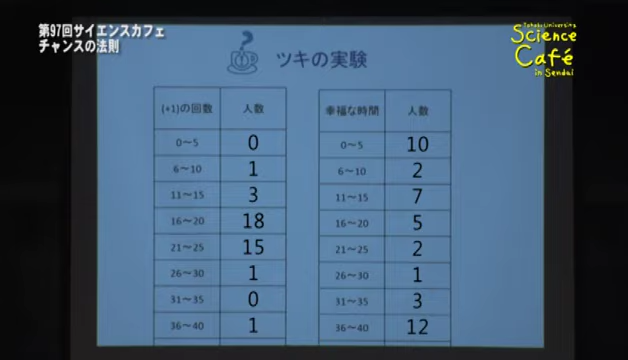 第97回サイエンスカフェ
チャンスの法則
Tohoku University
Science
Café
in Sendai
ツキの実験
(+1)の回数 人数
0～5 0
6～10 1
11～15 3
16～20 18
21～25 15
26～30 1
31～35 0
36～40 1
幸福な時間 人数
0～5 10
6～10 2
11～15 7
16～20 5
21～25 2
26～30 1
31～35 3
36～40 12